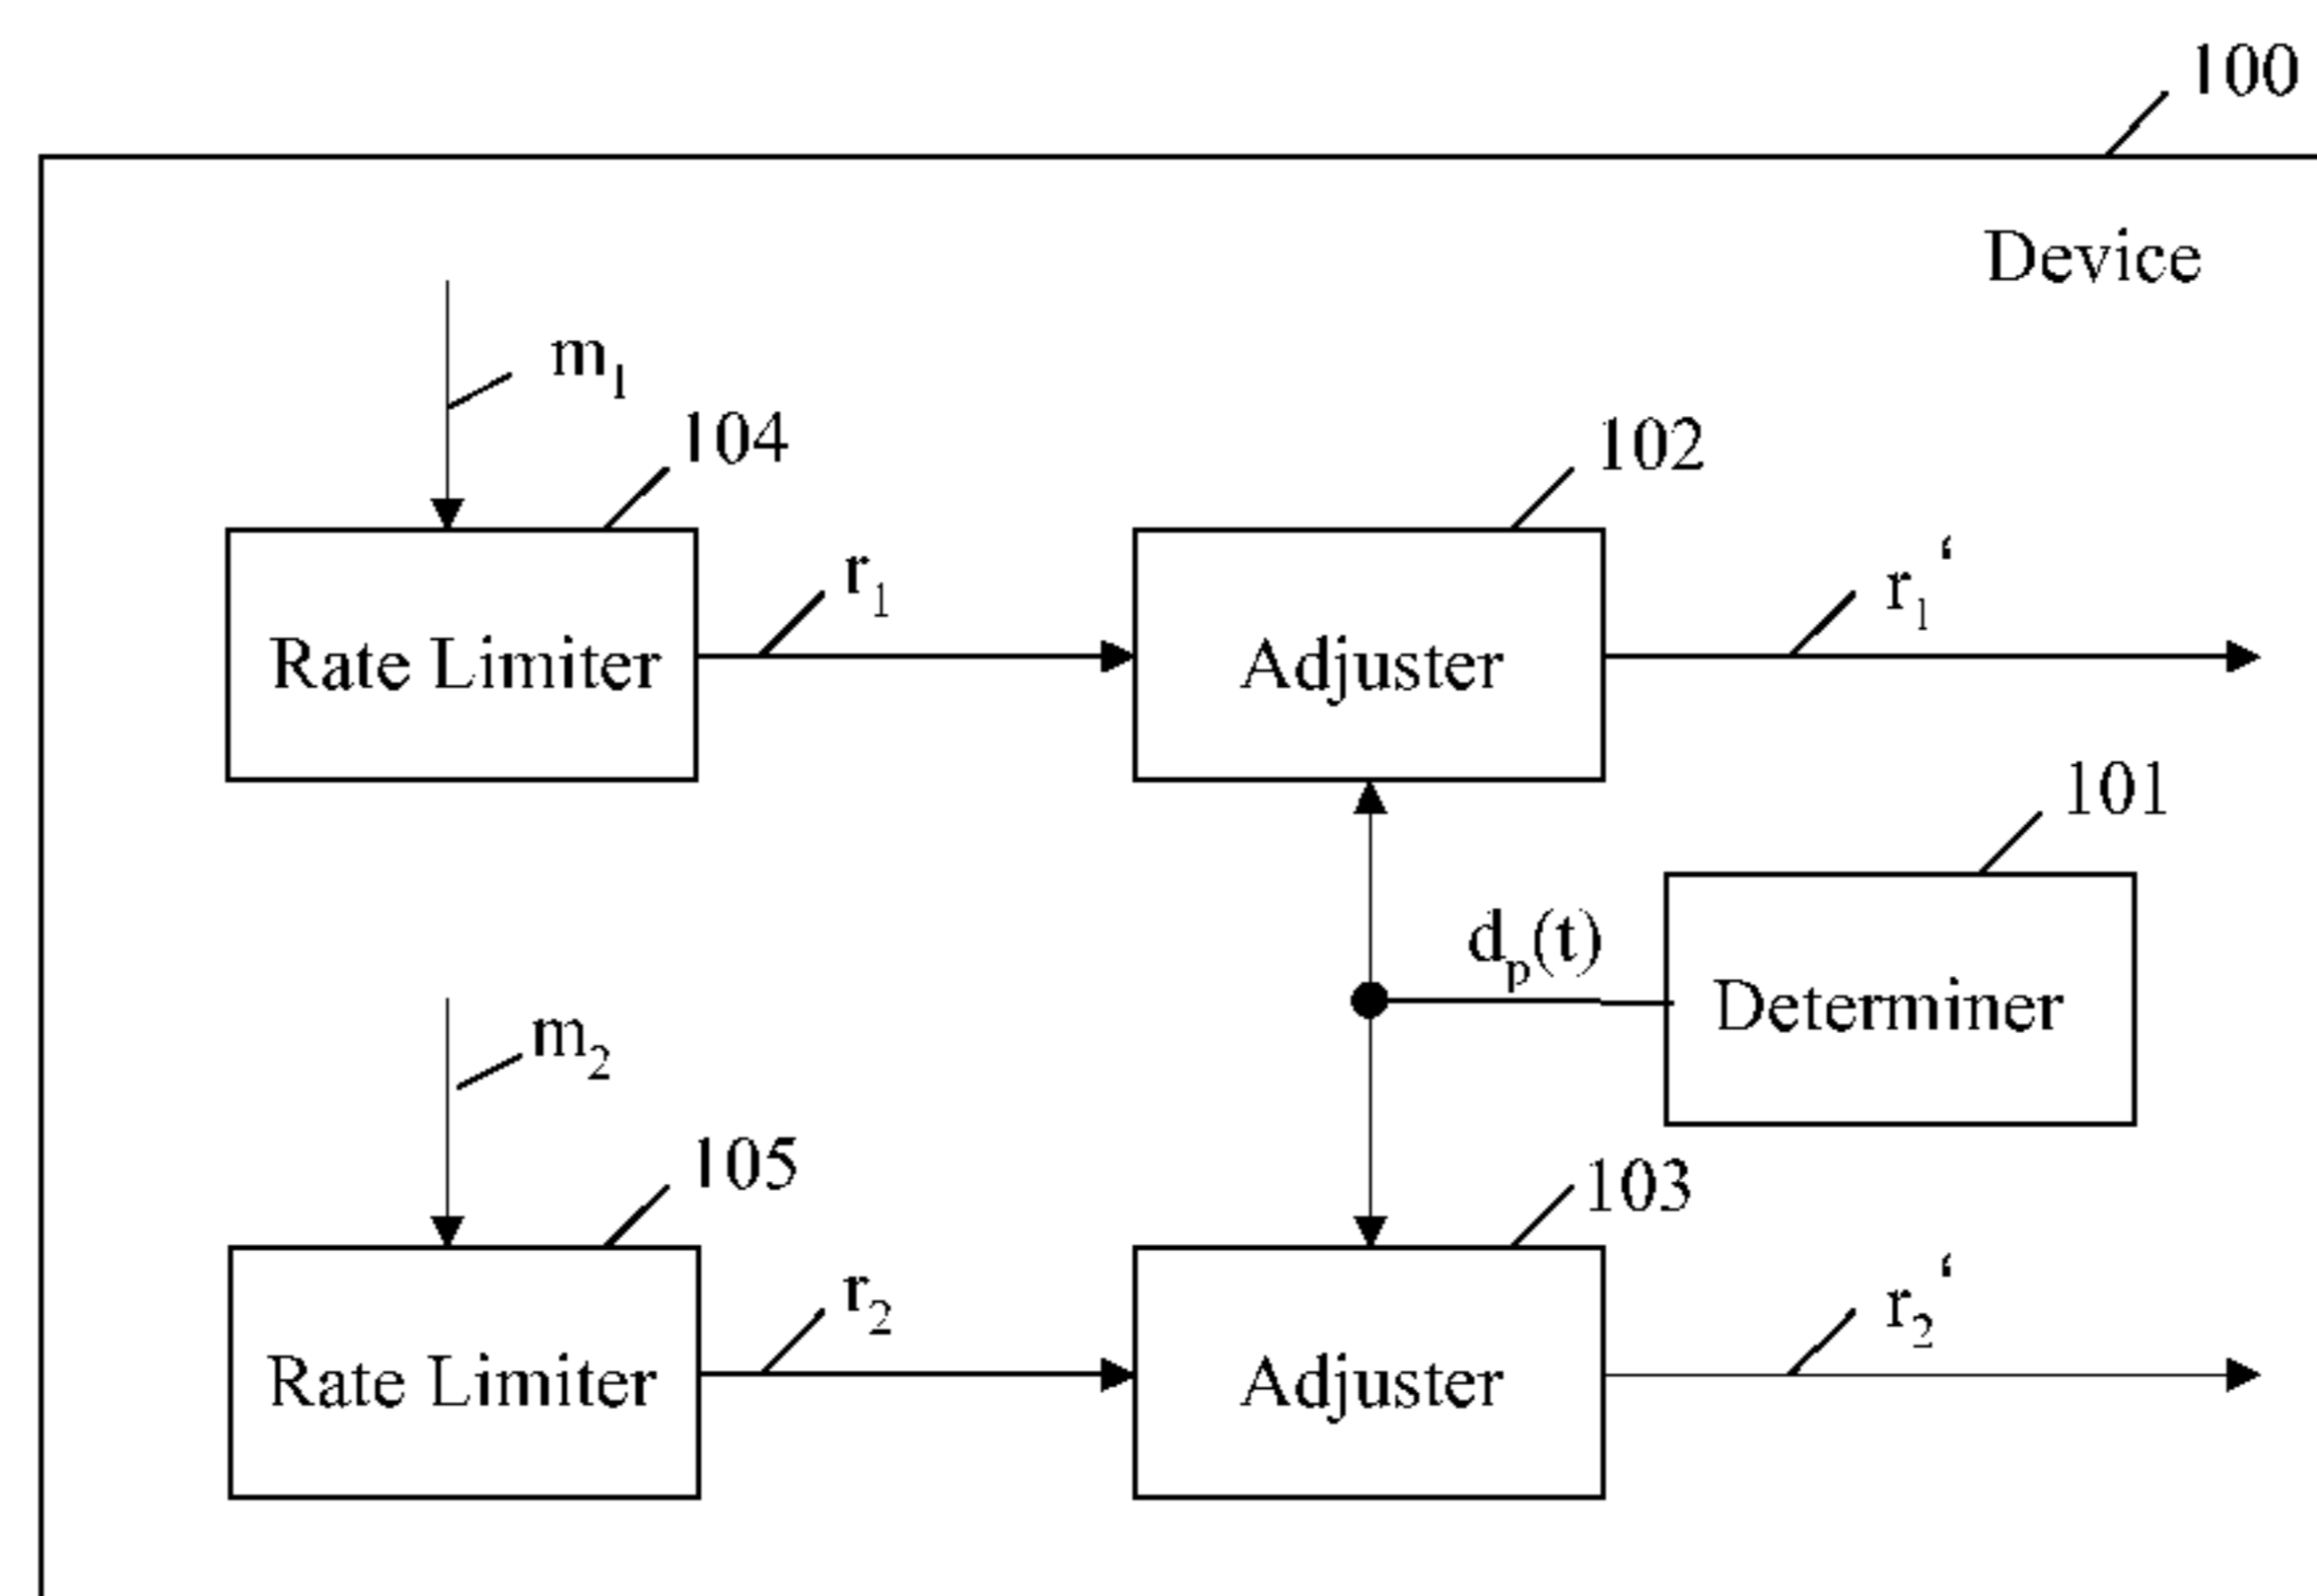 100
Device
m₁
104
102
r₁
r₁‘
Rate Limiter
Adjuster
101
dₚ(t)
Determiner
m₂
105
103
r₂
r₂‘
Rate Limiter
Adjuster